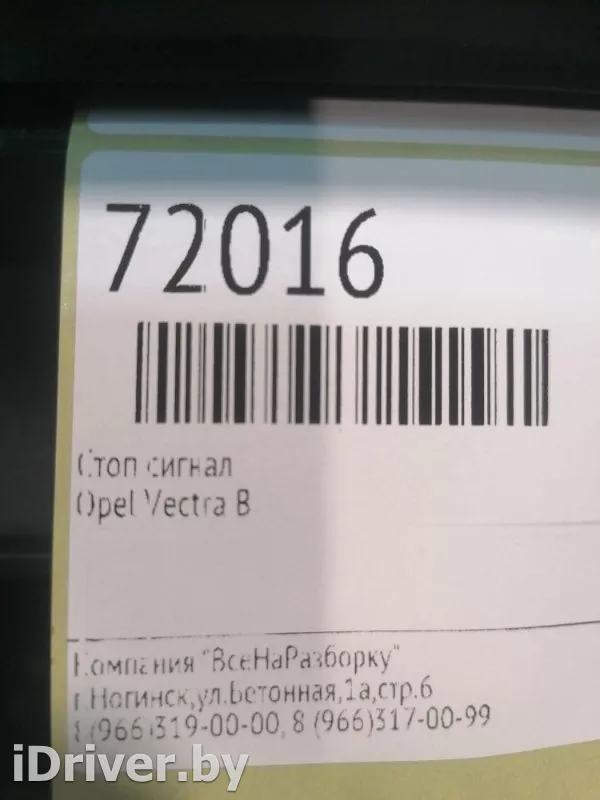 72016
Стоп сигнал
Opel Vectra B
Компания "ВсеНаРазборку"
г.Ногинск,ул.Бетонная,1а,стр.6
8(966)319-00-00, 8 (966)317-00-99
iDriver.by